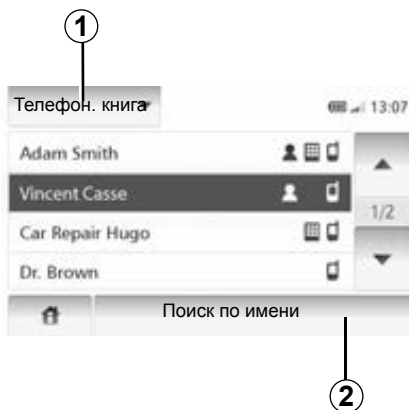 1
Телефон. книга 13:07
Adam Smith
Vincent Casse
1/2
Car Repair Hugo
Dr. Brown
Поиск по имени
2